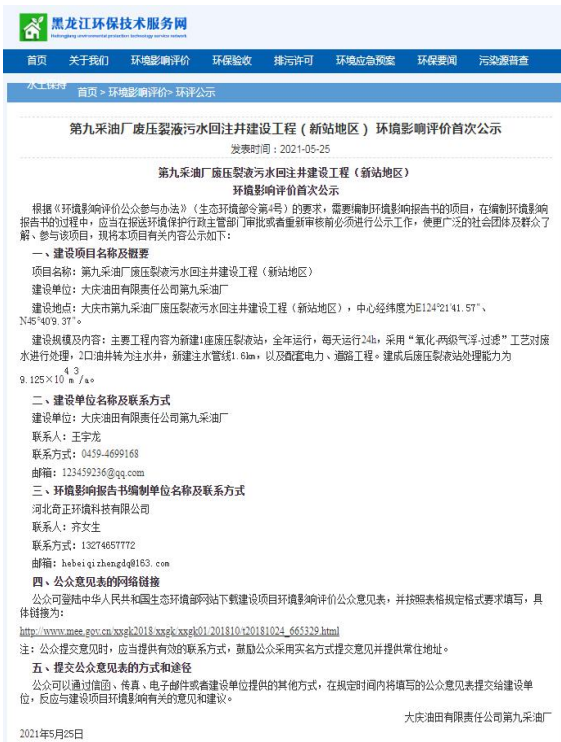 黑龙江环保技术服务网
Heilongjiang environmental protection technology service network
首页 关于我们 环境影响评价 环保验收 排污许可 环境应急预案 环保要闻 污染源普查
水土保持
首页 > 环境影响评价> 环评公示
第九采油厂废压裂液污水回注井建设工程（新站地区） 环境影响评价首次公示
发表时间：2021-05-25
第九采油厂废压裂液污水回注井建设工程（新站地区）
环境影响评价首次公示
根据《环境影响评价公众参与办法》（生态环境部令第4号）的要求，需要编制环境影响报告书的项目，在编制环境影响
报告书的过程中，应当在报送环境保护行政主管部门审批或者重新审核前必须进行公示工作，使更广泛的社会团体及群众了
解、参与该项目，现将本项目有关内容公示如下：
一、建设项目名称及概要
项目名称：第九采油厂废压裂液污水回注井建设工程（新站地区）
建设单位：大庆油田有限责任公司第九采油厂
建设地点：大庆市第九采油厂废压裂液污水回注井建设工程（新站地区），中心经纬度为E124°21'41.57"、
N45°40'9.37"。
建设规模及内容：主要工程内容为新建1座废压裂液站，全年运行，每天运行24h，采用“氧化-两级气浮-过滤”工艺对废
水进行处理，2口油井转为注水井，新建注水管线1.6km，以及配套电力、道路工程。建成后废压裂液站处理能力为
9.125×10⁴m³/a。
二、建设单位名称及联系方式
建设单位：大庆油田有限责任公司第九采油厂
联系人：王宇龙
联系方式：0459-4699168
邮箱：123459236@qq.com
三、环境影响报告书编制单位名称及联系方式
河北奇正环境科技有限公司
联系人：齐女生
联系方式：13274657772
邮箱：hebeiqizhengdq@163.com
四、公众意见表的网络链接
公众可登陆中华人民共和国生态环境部网站下载建设项目环境影响评价公众意见表，并按照表格规定格式要求填写，具
体链接为：
http://www.mee.gov.cn/xxgk2018/xxgk/xxgk01/201810/t20181024_665329.html
注：公众提交意见时，应当提供有效的联系方式，鼓励公众采用实名方式提交意见并提供常住地址。
五、提交公众意见表的方式和途径
公众可以通过信函、传真、电子邮件或者建设单位提供的其他方式，在规定时间内将填写的公众意见表提交给建设单
位，反应与建设项目环境影响有关的意见和建议。
大庆油田有限责任公司第九采油厂
2021年5月25日